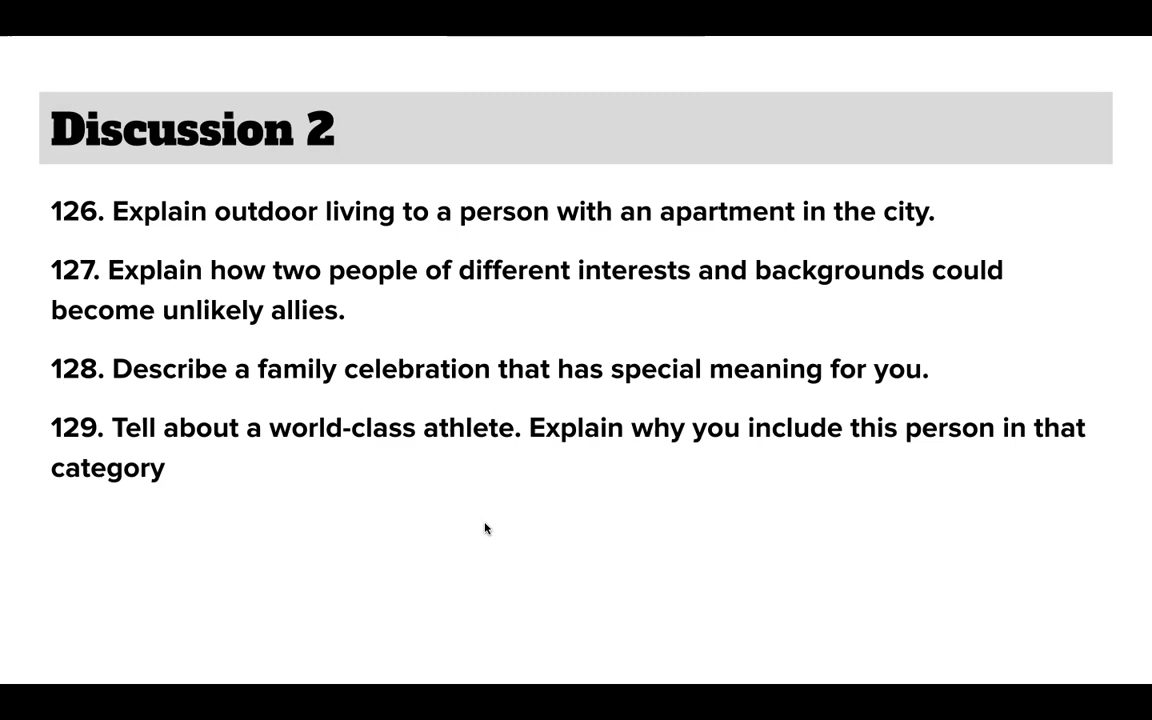 Discussion 2
126. Explain outdoor living to a person with an apartment in the city.
127. Explain how two people of different interests and backgrounds could
become unlikely allies.
128. Describe a family celebration that has special meaning for you.
129. Tell about a world-class athlete. Explain why you include this person in that
category